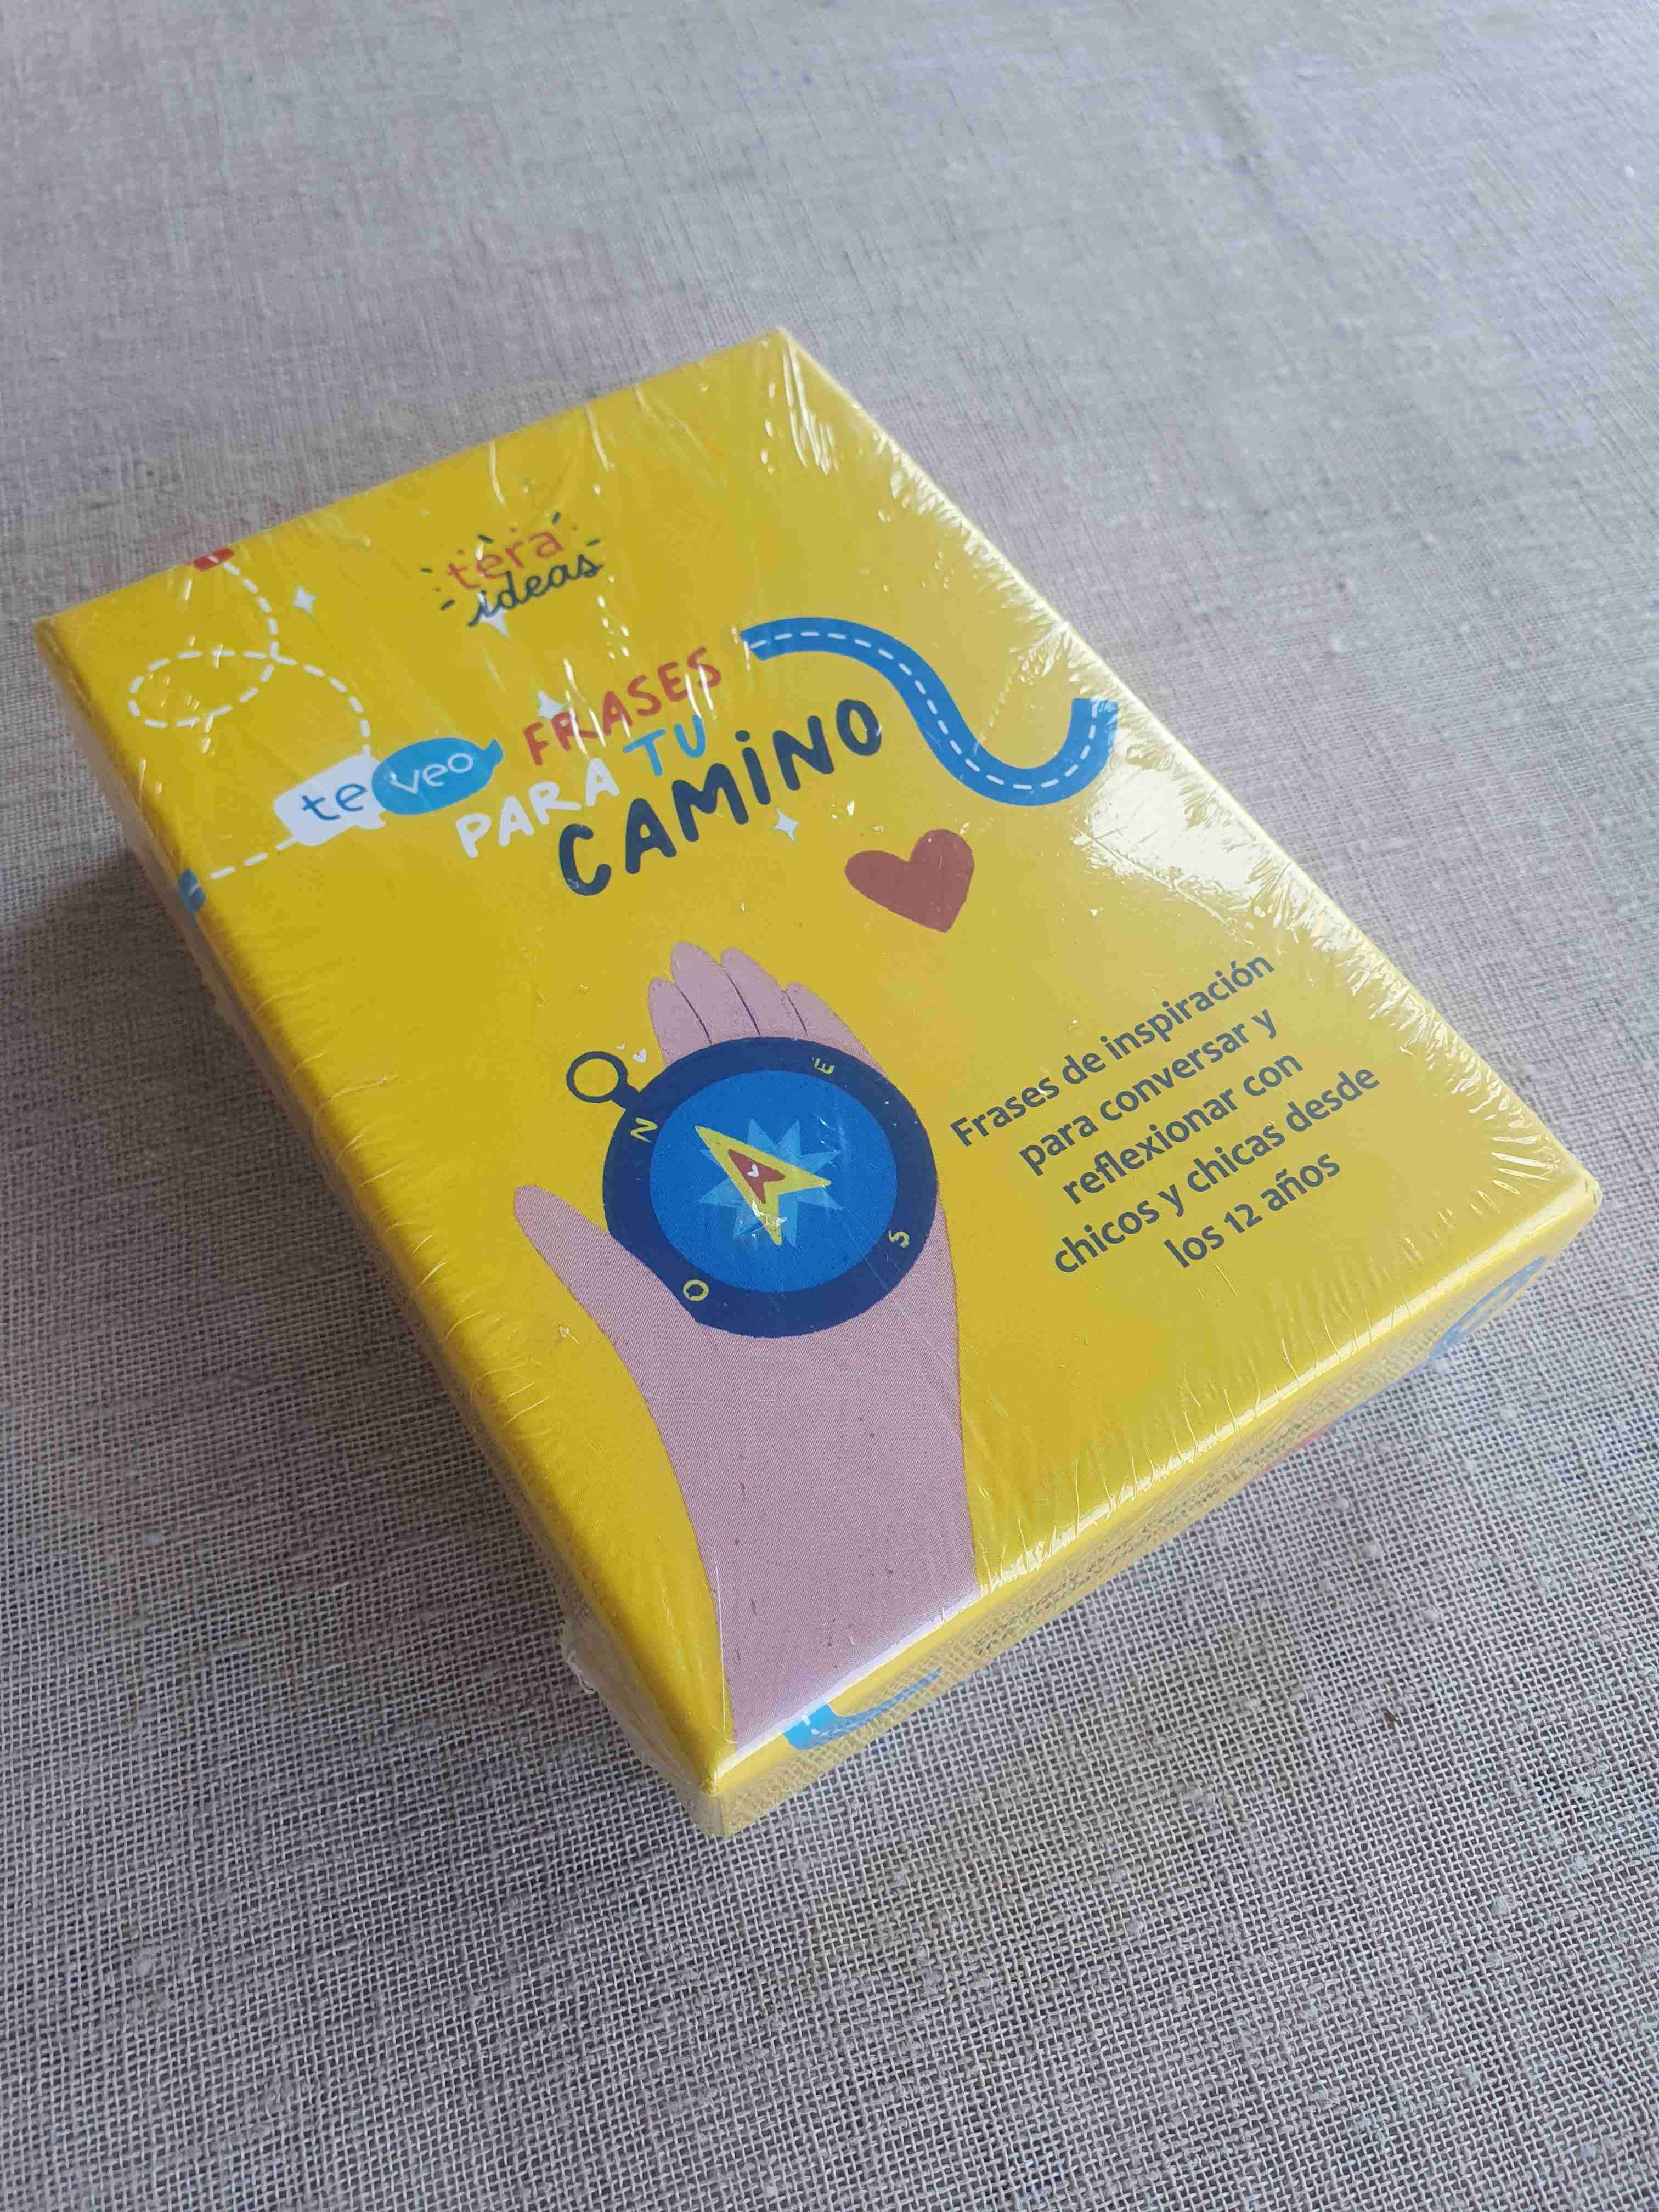 tera
ideas
te veo
FRASES
PARA TU
CAMINO
N
E
S
O
Frases de inspiración
para conversar y
reflexionar con
chicos y chicas desde
los 12 años